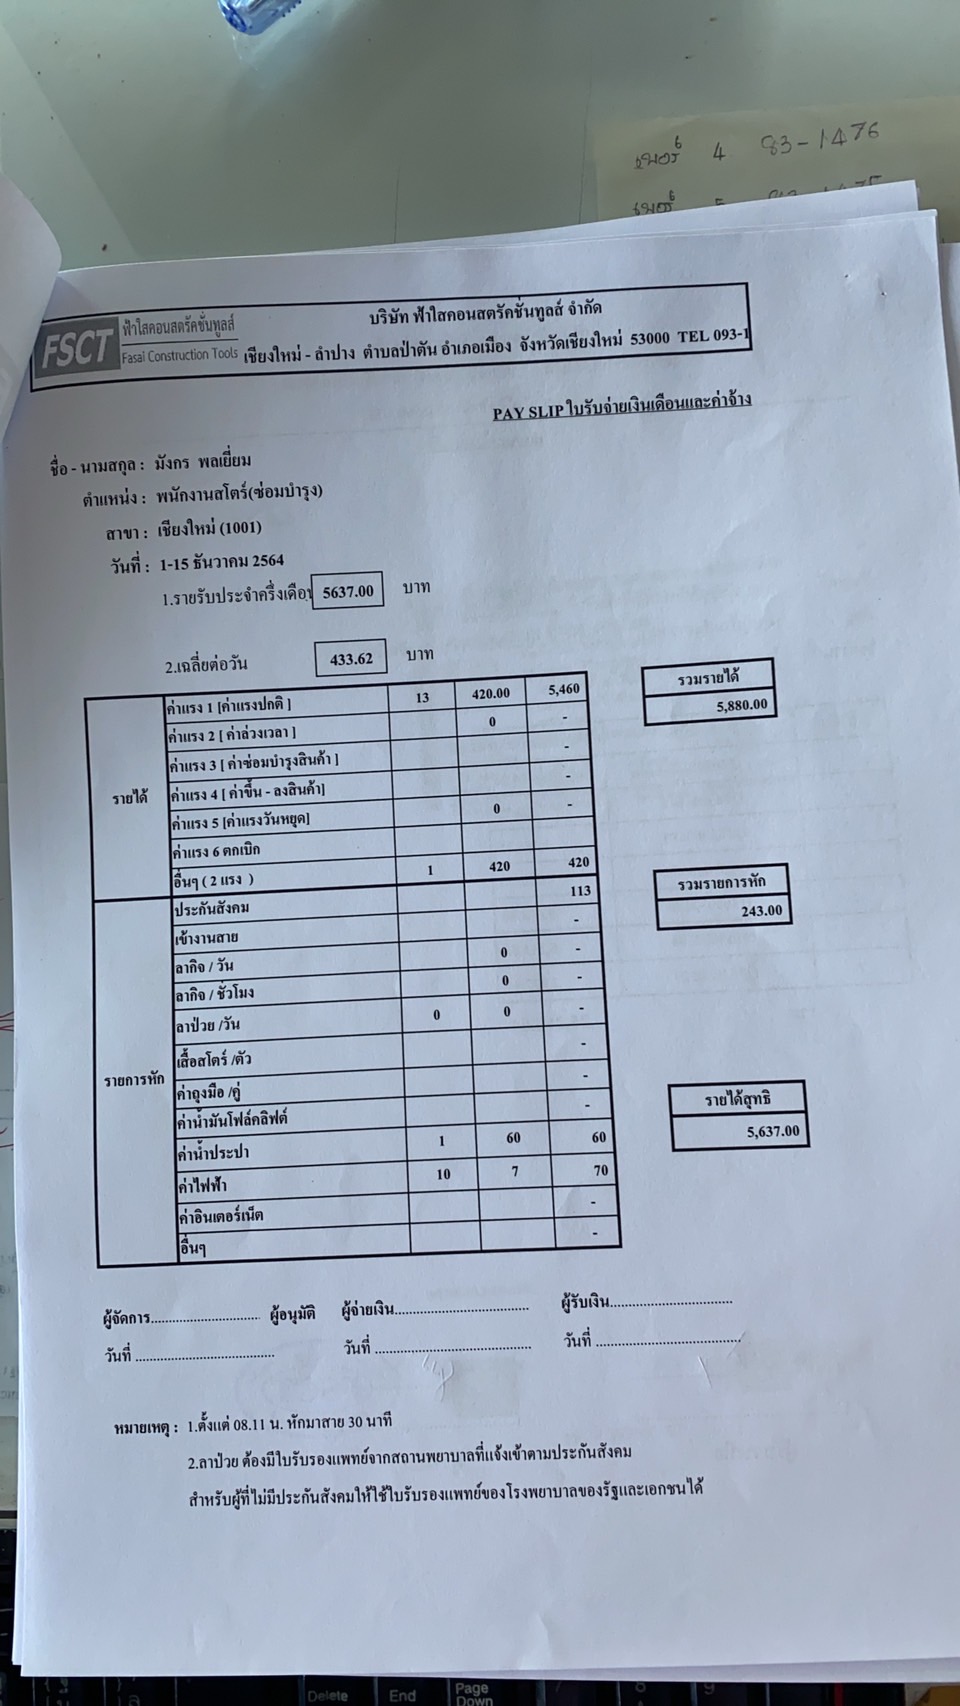 เบอร์ 4 83-1476
เบอร์ 5
FSCT
ฟ้าใสคอนสตรัคชั่นทูลส์
Fasai Construction Tools
บริษัท ฟ้าใสคอนสตรัคชั่นทูลส์ จำกัด
เชียงใหม่ - ลำปาง ตำบลป่าตัน อำเภอเมือง จังหวัดเชียงใหม่ 53000 TEL 093-1
PAY SLIP ใบรับจ่ายเงินเดือนและค่าจ้าง
ชื่อ - นามสกุล : มังกร พลเยี่ยม
ตำแหน่ง : พนักงานสโตร์(ซ่อมบำรุง)
สาขา : เชียงใหม่ (1001)
วันที่ : 1-15 ธันวาคม 2564
1.รายรับประจำครึ่งเดือน 5637.00 บาท
2.เฉลี่ยต่อวัน 433.62 บาท
รายได้
ค่าแรง 1 [ค่าแรงปกติ ] 13 420.00 5,460
ค่าแรง 2 [ ค่าล่วงเวลา ] 0 -
ค่าแรง 3 [ ค่าซ่อมบำรุงสินค้า ] -
ค่าแรง 4 [ ค่าขึ้น - ลงสินค้า] -
ค่าแรง 5 [ค่าแรงวันหยุด] 0 -
ค่าแรง 6 ตกเบิก
อื่นๆ ( 2 แรง ) 1 420 420
รวมรายได้
5,880.00
รายการหัก
ประกันสังคม 113
เข้างานสาย -
ลากิจ / วัน 0 -
ลากิจ / ชั่วโมง 0 -
ลาป่วย /วัน 0 0 -
เสื้อสโตร์ /ตัว -
ค่าถุงมือ /คู่ -
ค่าน้ำมันโฟล์คลิฟต์ -
ค่าน้ำประปา 1 60 60
ค่าไฟฟ้า 10 7 70
ค่าอินเตอร์เน็ต -
อื่นๆ -
รวมรายการหัก
243.00
รายได้สุทธิ
5,637.00
ผู้จัดการ............................. ผู้อนุมัติ ผู้จ่ายเงิน.................................... ผู้รับเงิน.................................
วันที่ ..................................... วันที่ .......................................... วันที่ .......................................
หมายเหตุ : 1.ตั้งแต่ 08.11 น. หักมาสาย 30 นาที
2.ลาป่วย ต้องมีใบรับรองแพทย์จากสถานพยาบาลที่แจ้งเข้าตามประกันสังคม
สำหรับผู้ที่ไม่มีประกันสังคมให้ใช้ใบรับรองแพทย์ของโรงพยาบาลของรัฐและเอกชนได้
Delete End Page Down